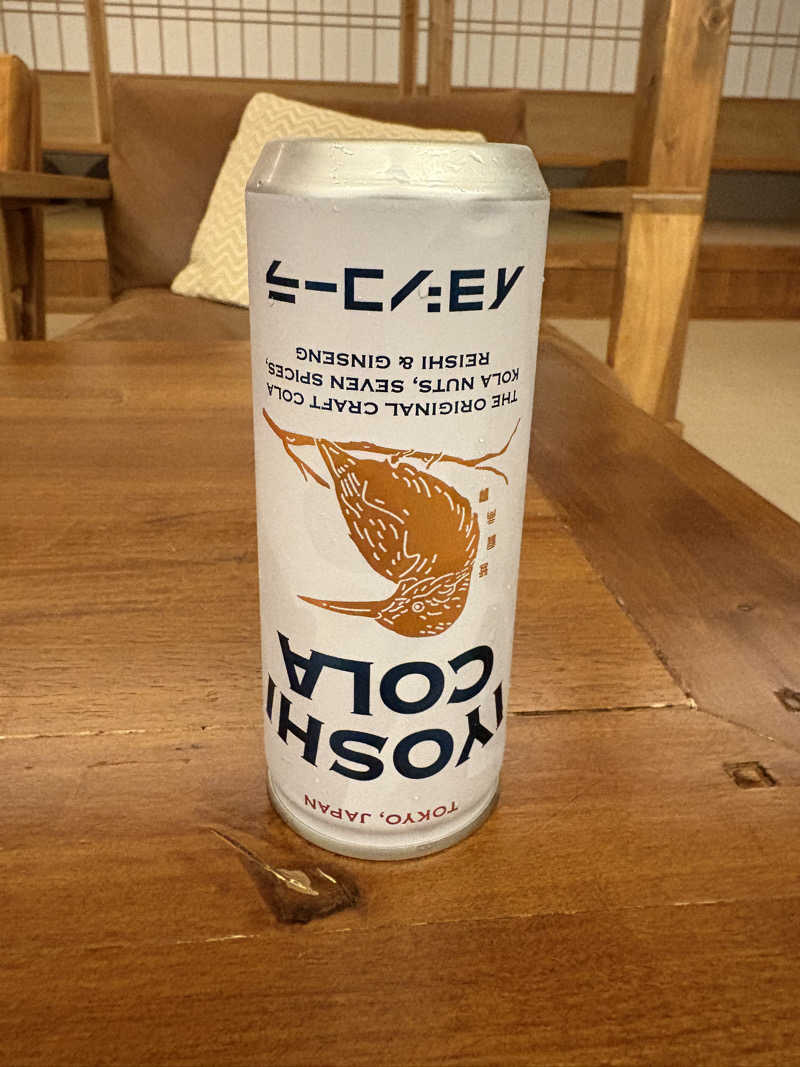 TOKYO, JAPAN
IYOSHI
COLA
THE ORIGINAL CRAFT COLA
KOLA NUTS, SEVEN SPICES,
REISHI & GINSENG
イヨシコーラ